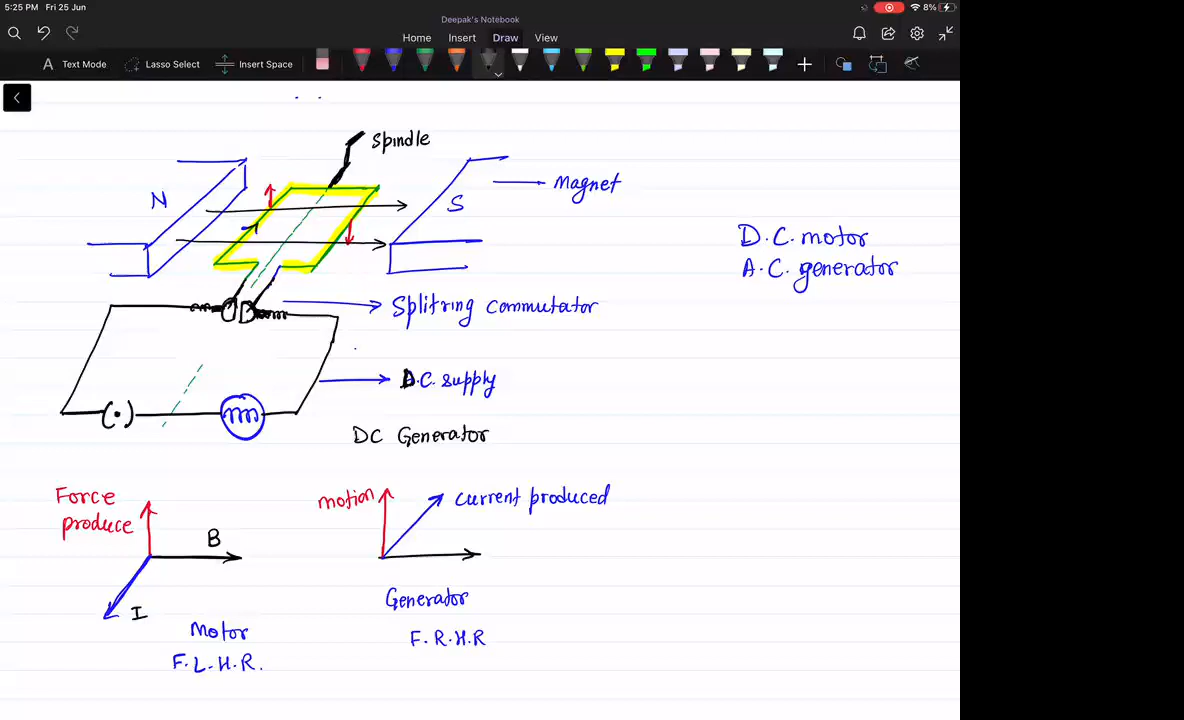 5:25 PM Fri 25 Jun
8%
Deepak's Notebook
Home Insert Draw View
Text Mode Lasso Select Insert Space
Spindle
N
S
Magnet
D.C. motor
A.C. generator
Splitring commutator
D.C. supply
DC Generator
Force
produce
B
I
Motor
F.L.H.R.
motion
current produced
Generator
F.R.H.R